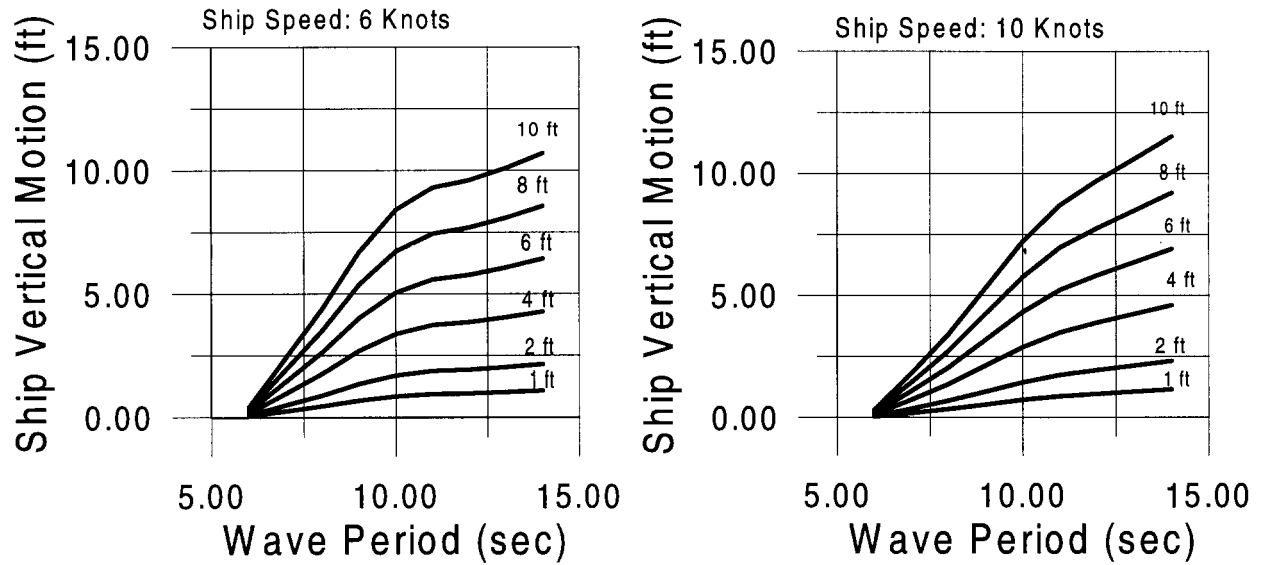 Ship Speed: 6 Knots
Ship Vertical Motion (ft)
15.00
10.00
5.00
0.00
10 ft
8 ft
6 ft
4 ft
2 ft
1 ft
5.00 10.00 15.00
Wave Period (sec)
Ship Speed: 10 Knots
Ship Vertical Motion (ft)
15.00
10.00
5.00
0.00
10 ft
8 ft
6 ft
4 ft
2 ft
1 ft
5.00 10.00 15.00
Wave Period (sec)